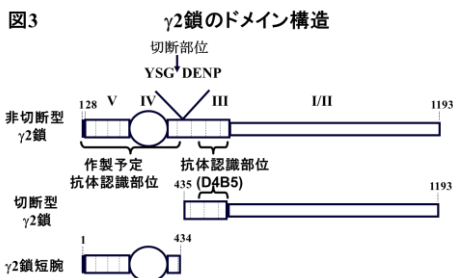 図3 γ2鎖のドメイン構造
切断部位
YSG DENP
V IV III I/II
128 1193
非切断型
γ2鎖
作製予定
抗体認識部位
抗体認識部位
(D4B5)
435 1193
切断型
γ2鎖
1 434
γ2鎖短腕